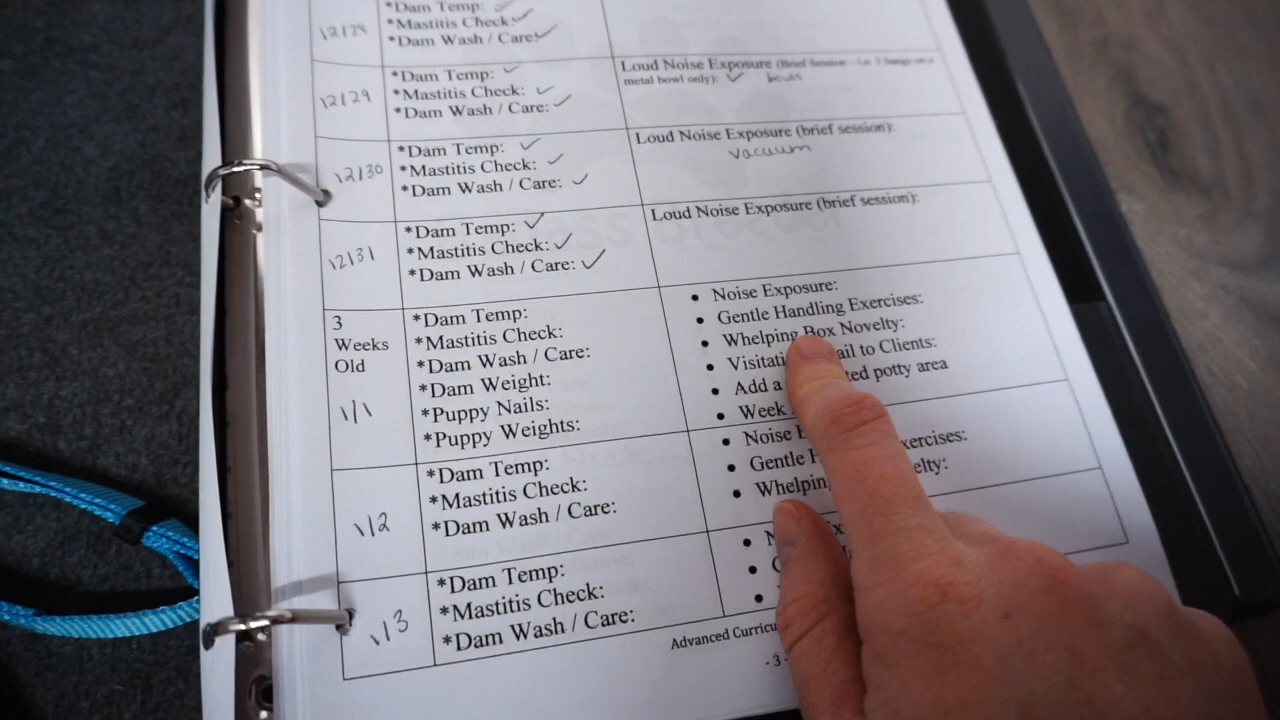 12/28
*Dam Temp: ✓
*Mastitis Check: ✓
*Dam Wash / Care: ✓
12/29
*Dam Temp: ✓
*Mastitis Check: ✓
*Dam Wash / Care: ✓
Loud Noise Exposure (Brief Session – i.e. 3 bangs on a
metal bowl only): ✓ bowls
12/30
*Dam Temp: ✓
*Mastitis Check: ✓
*Dam Wash / Care: ✓
Loud Noise Exposure (brief session):
vacuum
12/31
*Dam Temp: ✓
*Mastitis Check: ✓
*Dam Wash / Care: ✓
Loud Noise Exposure (brief session):
3
Weeks
Old
1/1
*Dam Temp:
*Mastitis Check:
*Dam Wash / Care:
*Dam Weight:
*Puppy Nails:
*Puppy Weights:
• Noise Exposure:
• Gentle Handling Exercises:
• Whelping Box Novelty:
• to Clients:
• Add a potty area
• Week
1/2
*Dam Temp:
*Mastitis Check:
*Dam Wash / Care:
• Noise
• Gentle
• Whelping
1/3
*Dam Temp:
*Mastitis Check:
*Dam Wash / Care:
Advanced
- 3 -